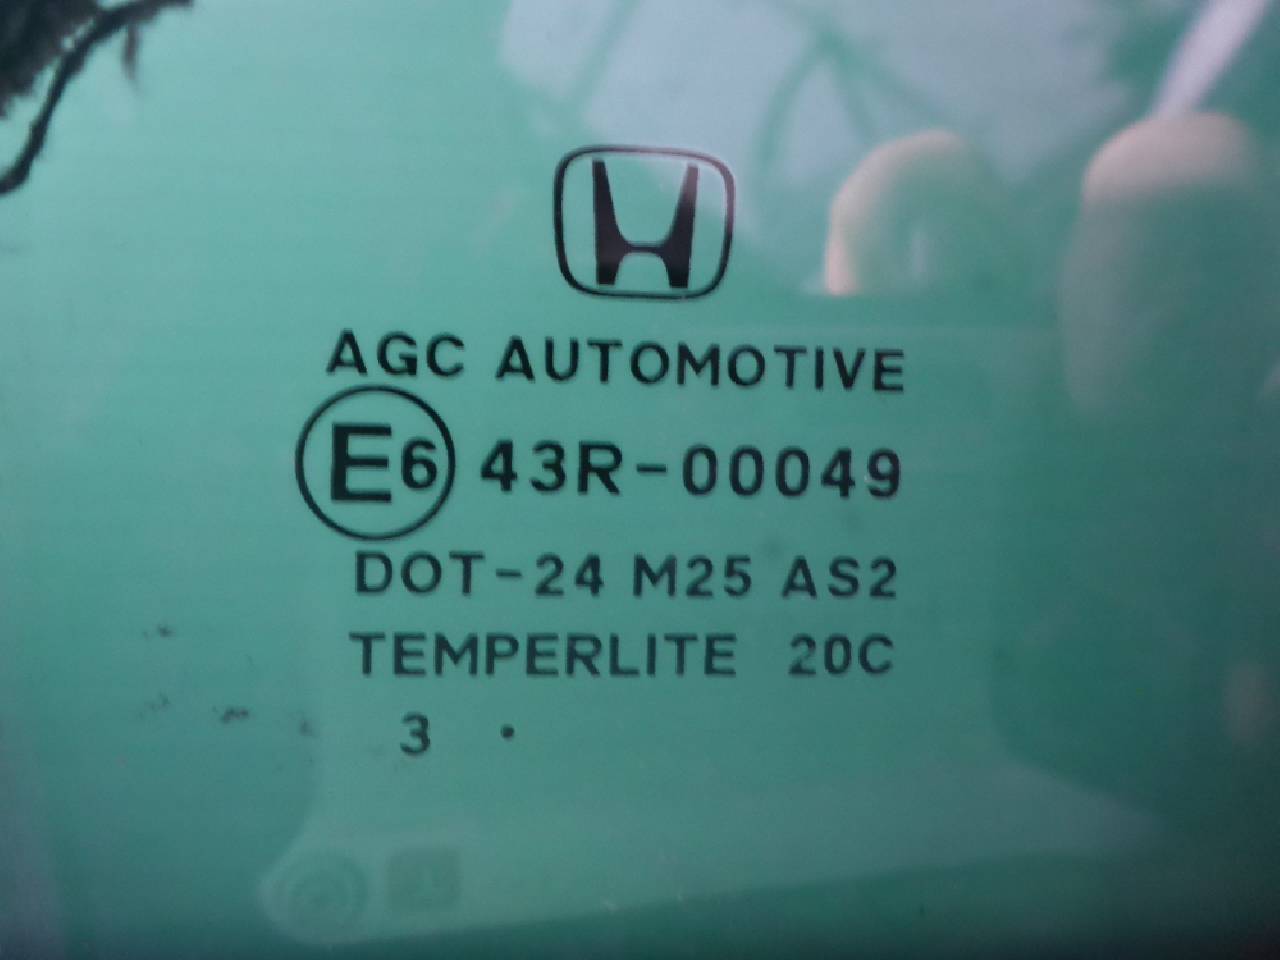 AGC AUTOMOTIVE
E6 43R-00049
DOT-24 M25 AS2
TEMPERLITE 20C
3 .